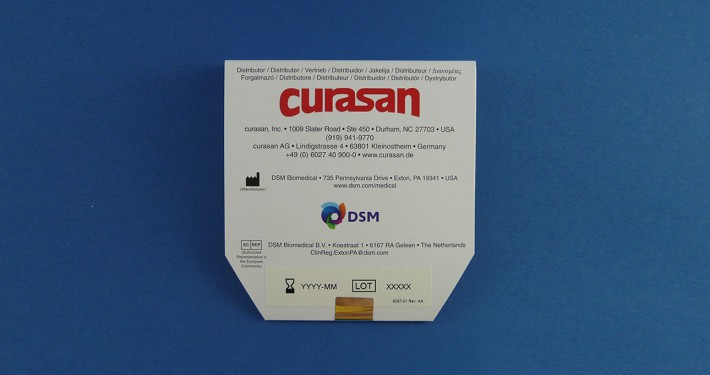 Distributor / Distributør / Vertrieb / Distribuidor / Jakelija / Distributeur / Διανομέας
Forgalmazó / Distributore / Distributeur / Distribuidor / Distributör / Dystrybutor
curasan
curasan, Inc. • 1009 Slater Road • Ste 450 • Durham, NC 27703 • USA
(919) 941-9770
curasan AG • Lindigstrasse 4 • 63801 Kleinostheim • Germany
+49 (0) 6027 40 900-0 • www.curasan.de
(Manufacturer)
DSM Biomedical • 735 Pennsylvania Drive • Exton, PA 19341 • USA
www.dsm.com/medical
DSM
EC REP
(Authorized
Representative in
the European
Community)
DSM Biomedical B.V. • Koestraat 1 • 6167 RA Geleen • The Netherlands
ClinReg.ExtonPA@dsm.com
YYYY-MM LOT XXXXX
6287-01 Rev. AA